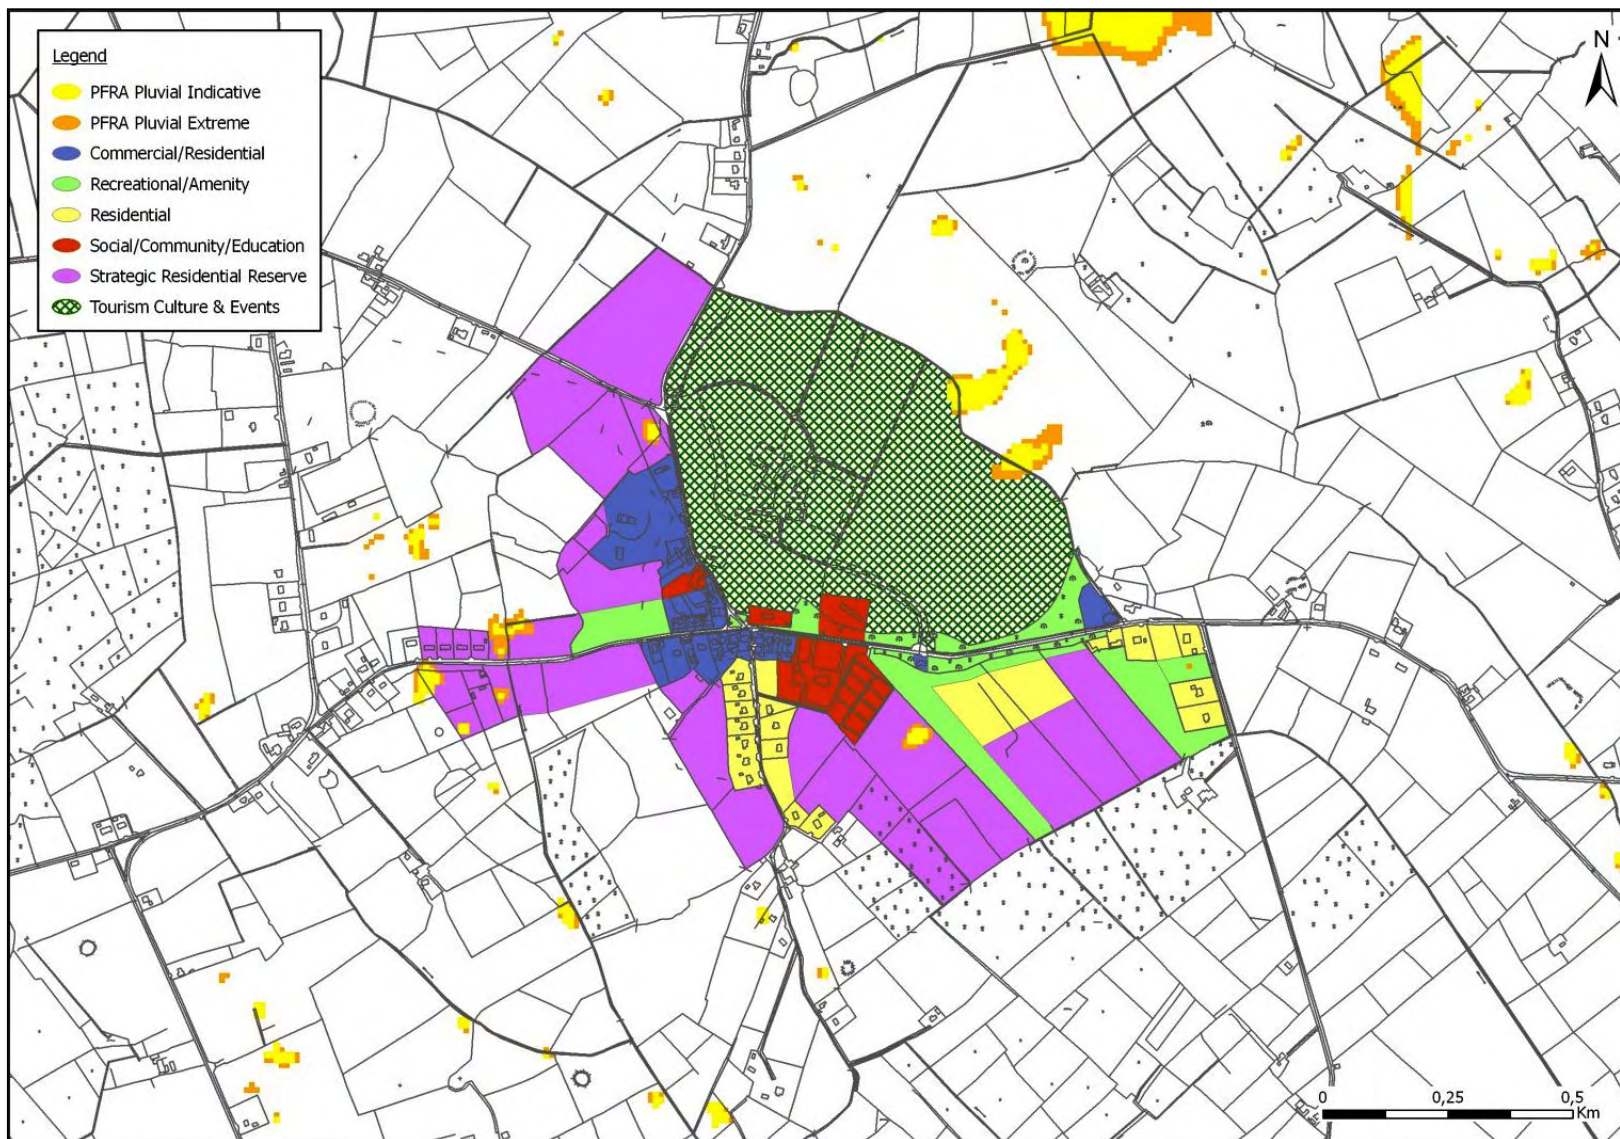 Legend
PFRA Pluvial Indicative
PFRA Pluvial Extreme
Commercial/Residential
Recreational/Amenity
Residential
Social/Community/Education
Strategic Residential Reserve
Tourism Culture & Events
N
0 0,25 0,5
Km